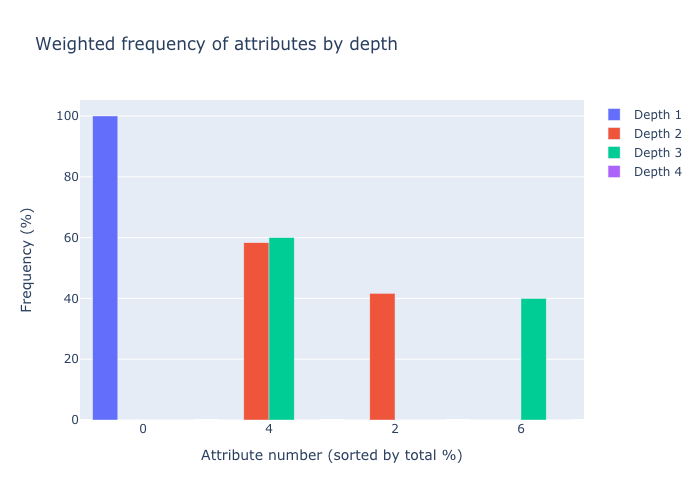 Weighted frequency of attributes by depth
100
80
60
40
20
0
Frequency (%)
0
4
2
6
Attribute number (sorted by total %)
Depth 1
Depth 2
Depth 3
Depth 4